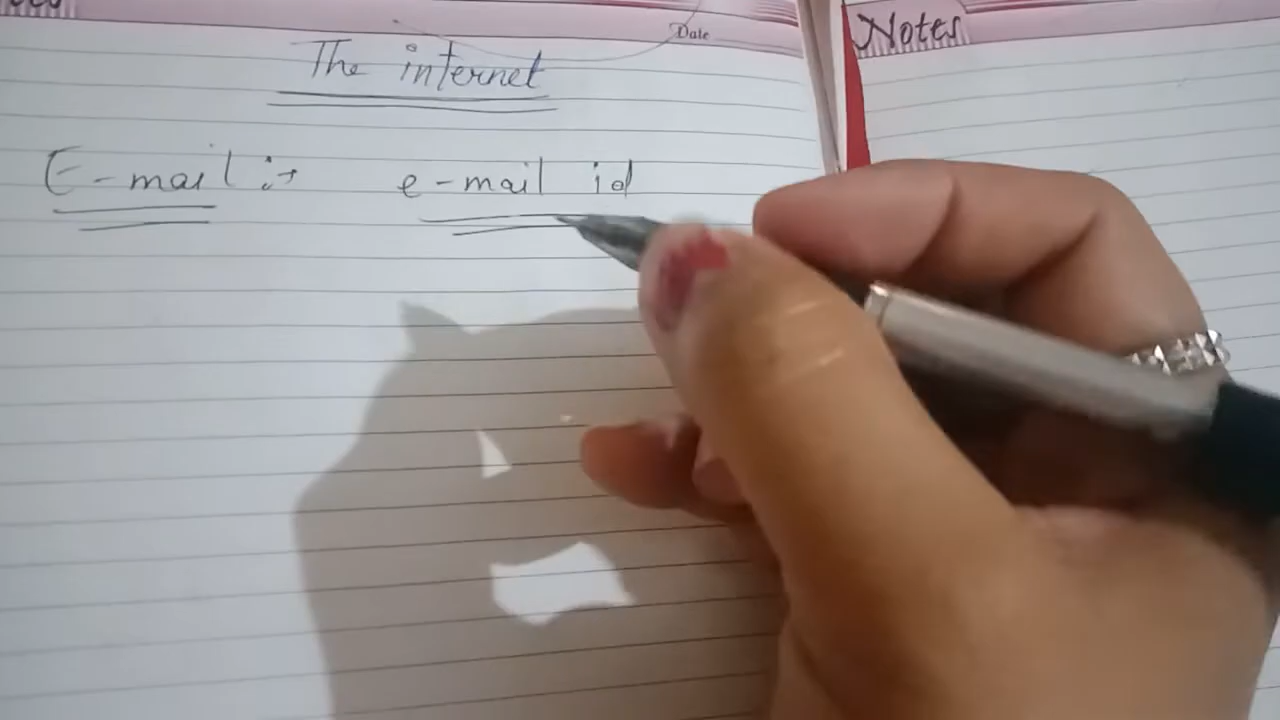 Date
Notes
The internet
E-mail :→ e-mail id